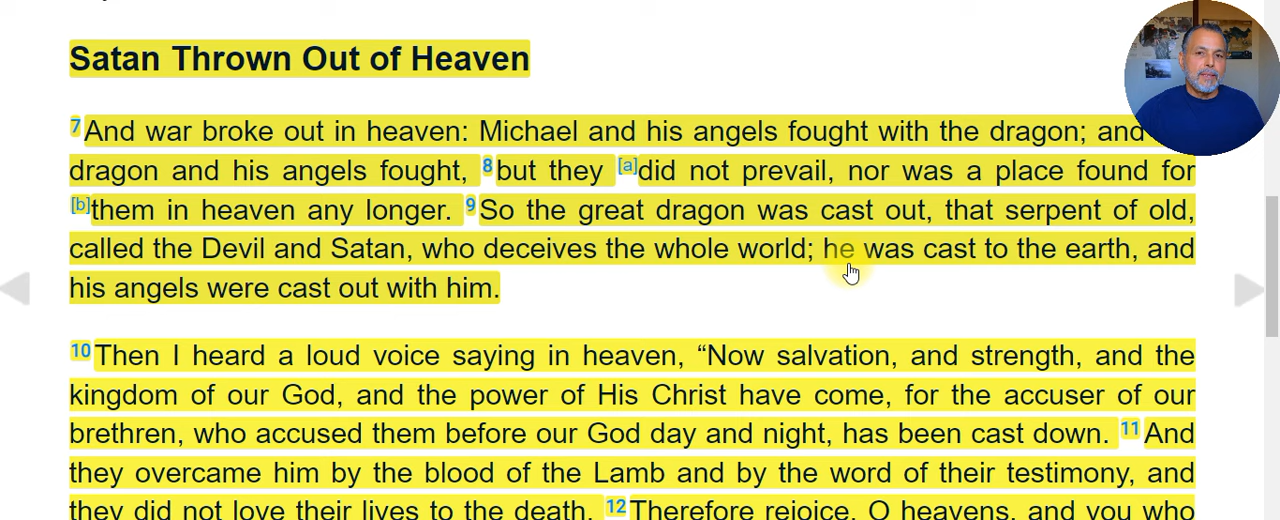 Satan Thrown Out of Heaven
7 And war broke out in heaven: Michael and his angels fought with the dragon; and
dragon and his angels fought, 8 but they [a]did not prevail, nor was a place found for
[b]them in heaven any longer. 9 So the great dragon was cast out, that serpent of old,
called the Devil and Satan, who deceives the whole world; he was cast to the earth, and
his angels were cast out with him.
10 Then I heard a loud voice saying in heaven, “Now salvation, and strength, and the
kingdom of our God, and the power of His Christ have come, for the accuser of our
brethren, who accused them before our God day and night, has been cast down. 11 And
they overcame him by the blood of the Lamb and by the word of their testimony, and
they did not love their lives to the death. 12 Therefore rejoice, O heavens, and you who